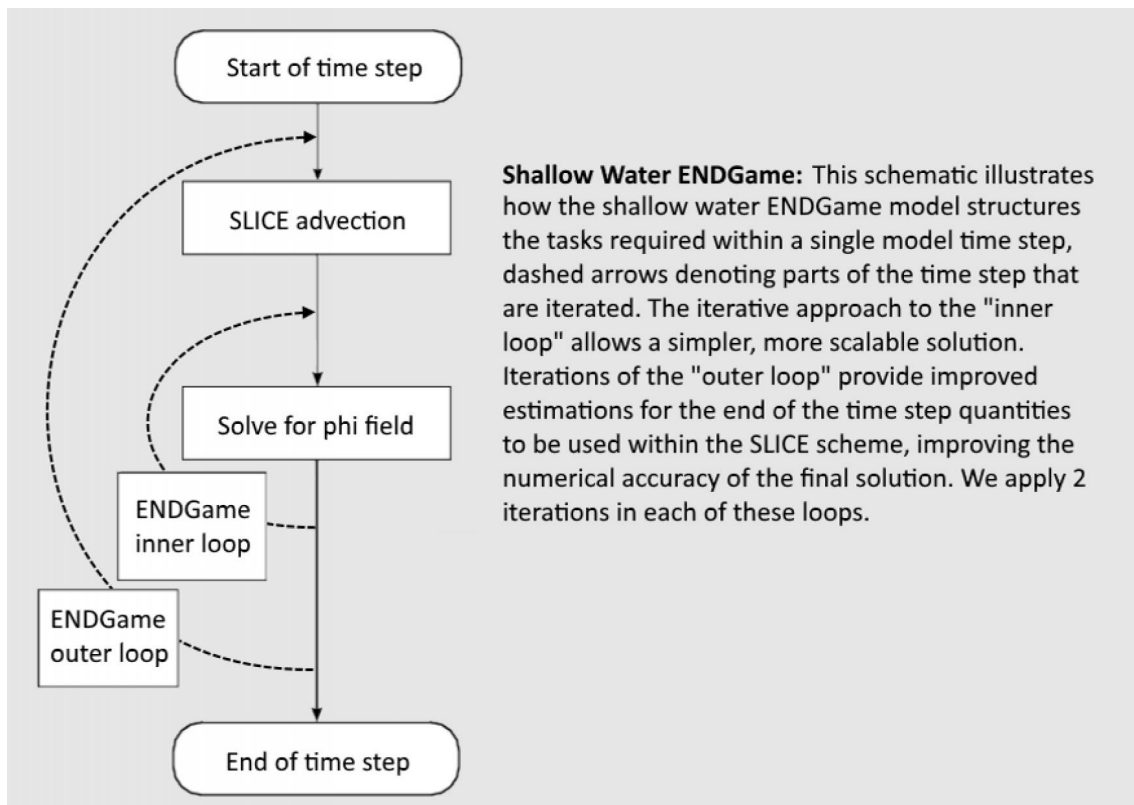 Start of time step
SLICE advection
Solve for phi field
ENDGame
inner loop
ENDGame
outer loop
End of time step
Shallow Water ENDGame: This schematic illustrates
how the shallow water ENDGame model structures
the tasks required within a single model time step,
dashed arrows denoting parts of the time step that
are iterated. The iterative approach to the "inner
loop" allows a simpler, more scalable solution.
Iterations of the "outer loop" provide improved
estimations for the end of the time step quantities
to be used within the SLICE scheme, improving the
numerical accuracy of the final solution. We apply 2
iterations in each of these loops.